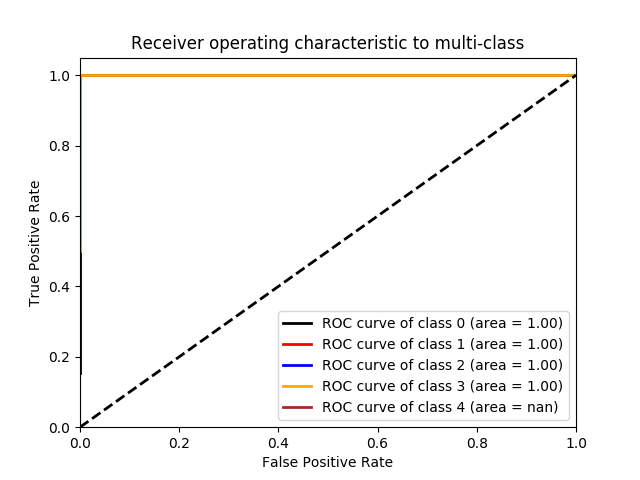 Receiver operating characteristic to multi-class
1.0
0.8
0.6
0.4
0.2
0.0
True Positive Rate
ROC curve of class 0 (area = 1.00)
ROC curve of class 1 (area = 1.00)
ROC curve of class 2 (area = 1.00)
ROC curve of class 3 (area = 1.00)
ROC curve of class 4 (area = nan)
0.0 0.2 0.4 0.6 0.8 1.0
False Positive Rate